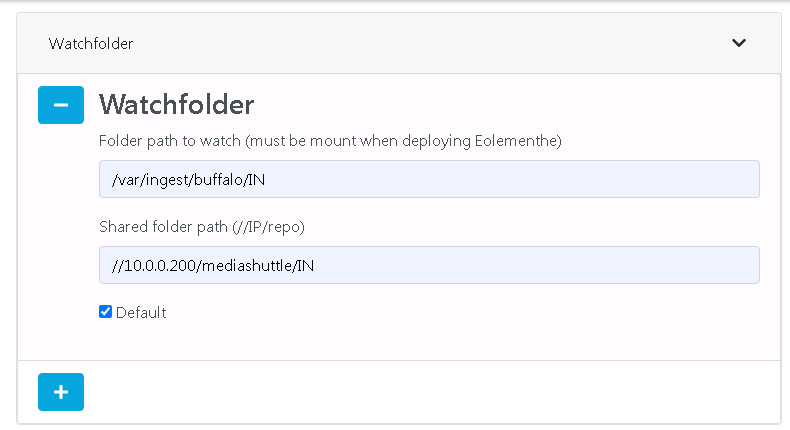 Watchfolder
Watchfolder
Folder path to watch (must be mount when deploying Eolementhe)
/var/ingest/buffalo/IN
Shared folder path (//IP/repo)
//10.0.0.200/mediashuttle/IN
Default